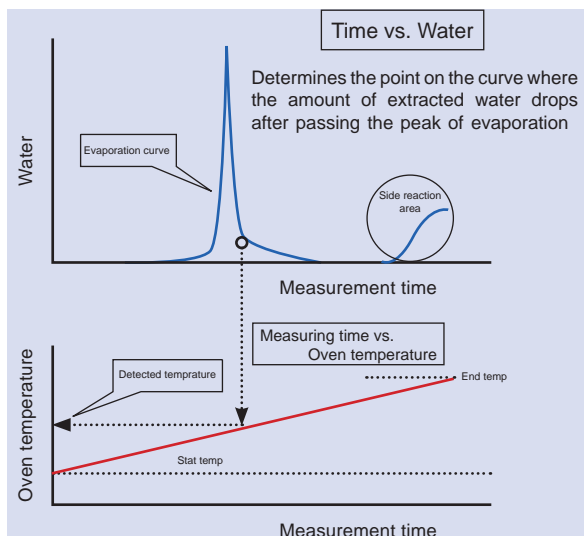 Time vs. Water
Determines the point on the curve where
the amount of extracted water drops
after passing the peak of evaporation
Water
Evaporation curve
Side reaction
area
Measurement time
Measuring time vs.
Oven temperature
Oven temperature
Detected temprature
End temp
Stat temp
Measurement time